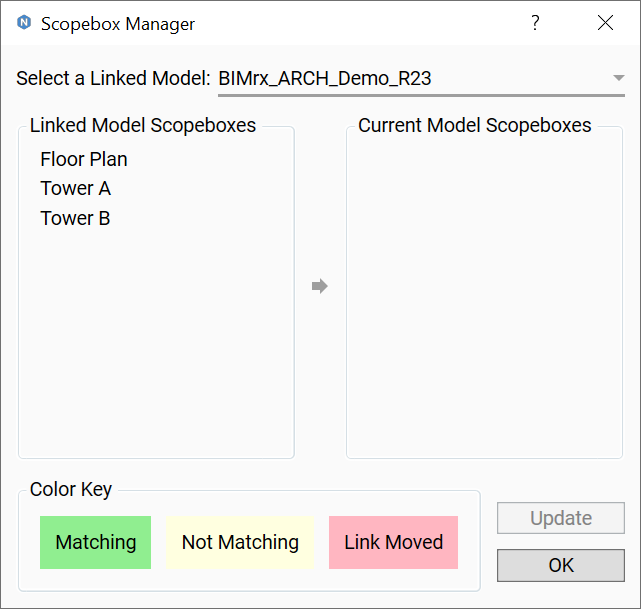 Scopebox Manager
?
Select a Linked Model: BIMrx_ARCH_Demo_R23
Linked Model Scopeboxes
Floor Plan
Tower A
Tower B
Current Model Scopeboxes
Color Key
Matching
Not Matching
Link Moved
Update
OK